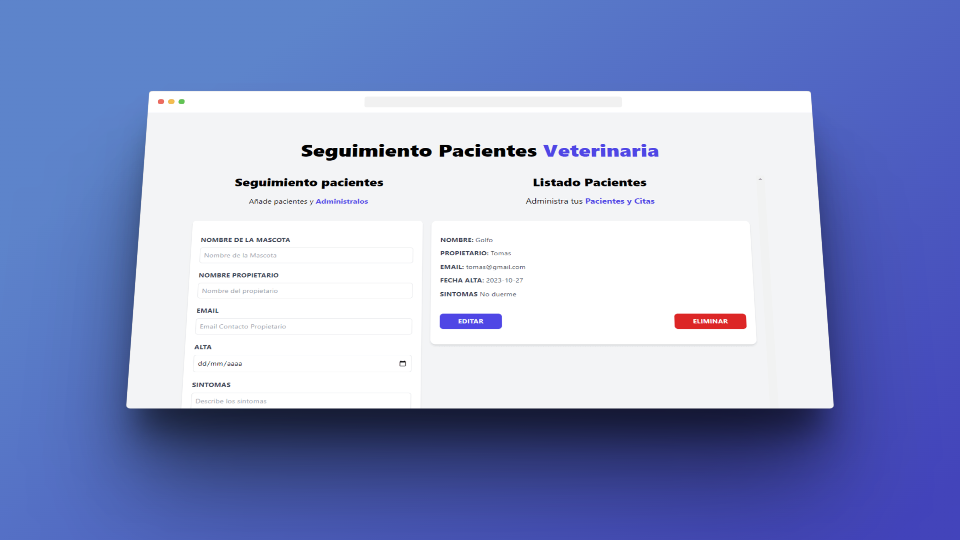 Seguimiento Pacientes Veterinaria
Seguimiento pacientes
Añade pacientes y Administralos
NOMBRE DE LA MASCOTA
Nombre de la Mascota
NOMBRE PROPIETARIO
Nombre del propietario
EMAIL
Email Contacto Propietario
ALTA
dd/mm/aaaa
SINTOMAS
Describe los sintomas
Listado Pacientes
Administra tus Pacientes y Citas
NOMBRE: Golfo
PROPIETARIO: Tomas
EMAIL: tomas@gmail.com
FECHA ALTA: 2023-10-27
SINTOMAS No duerme
EDITAR
ELIMINAR